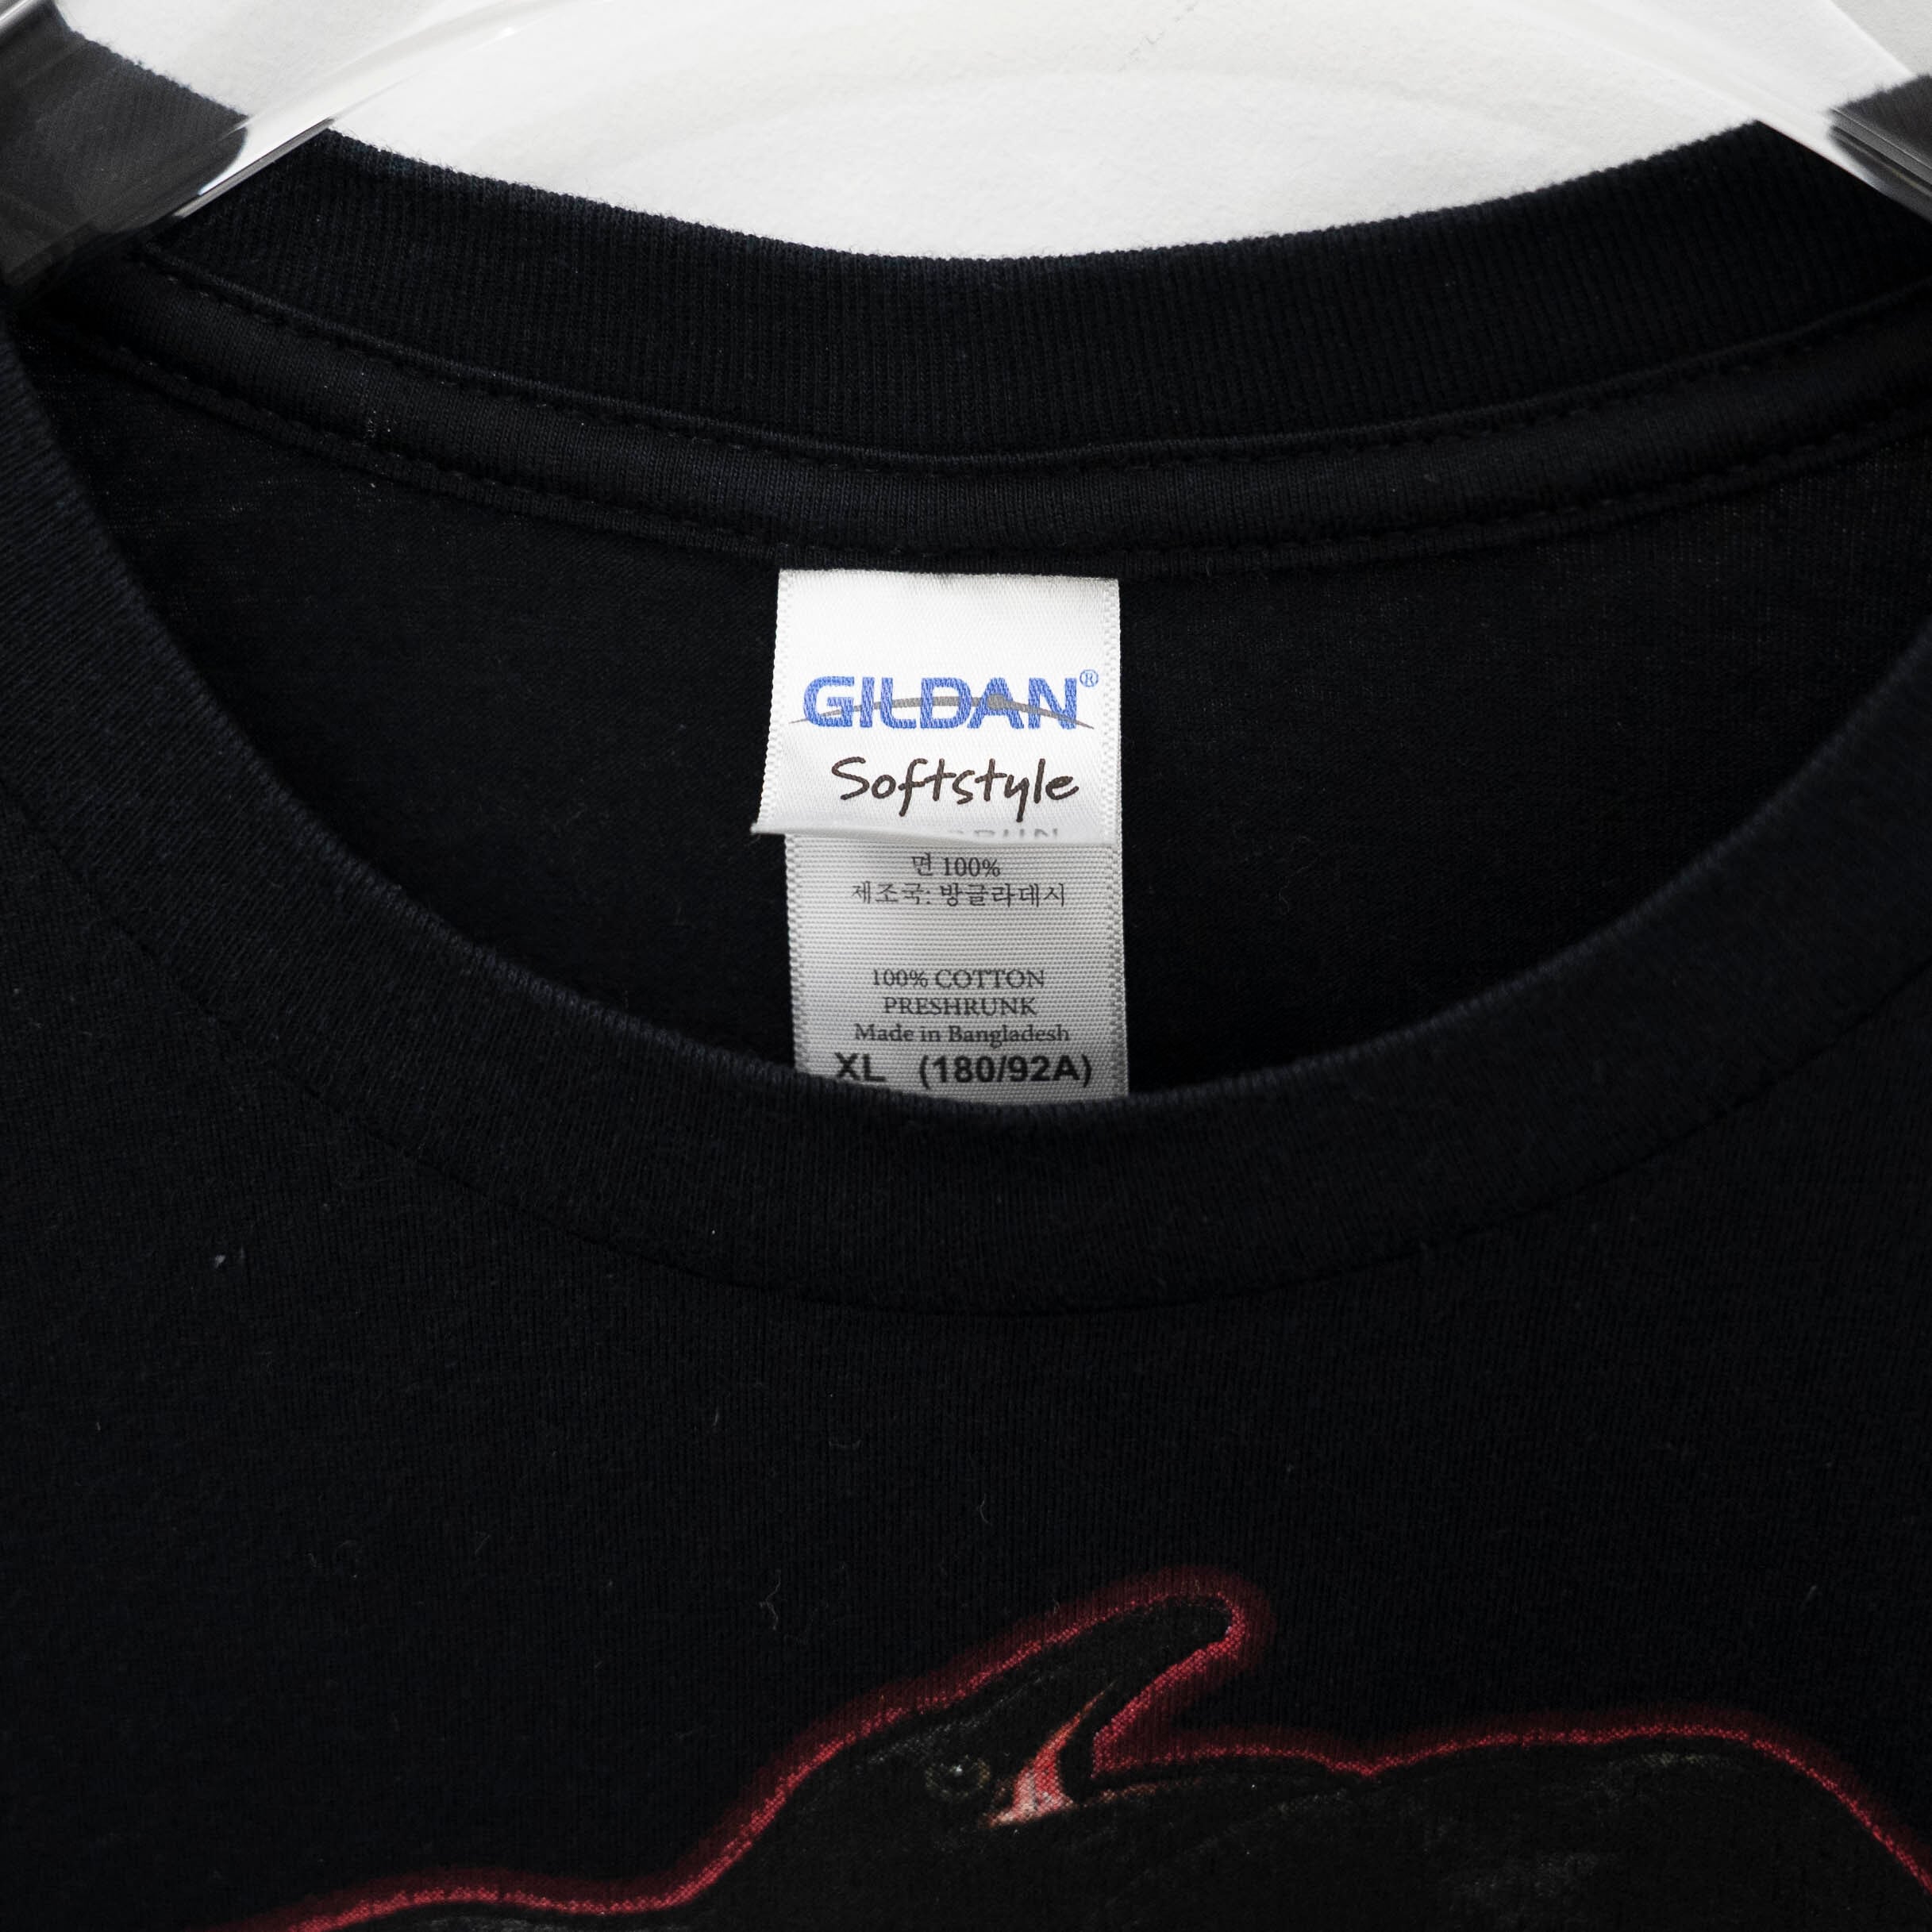 GILDAN®
Softstyle
면 100%
제조국: 방글라데시
100% COTTON
PRESHRUNK
Made in Bangladesh
XL (180/92A)